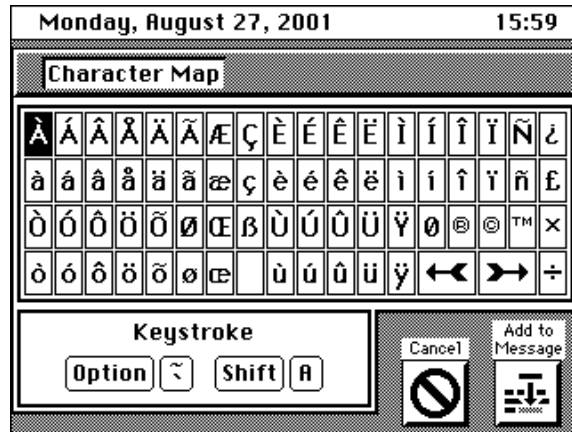 Monday, August 27, 2001 15:59
Character Map
À Á Â Å Ä Ã Æ Ç È É Ê Ë Ì Í Î Ï Ñ ¿
à á â å ä ã æ ç è é ê ë ì í î ï ñ £
Ò Ó Ô Ö Õ Ø Œ ß Ù Ú Û Ü Ÿ Ø ® © ™ ×
ò ó ô ö õ ø œ ù ú û ü ÿ ÷
Keystroke
Option ~ Shift A
Cancel
Add to
Message